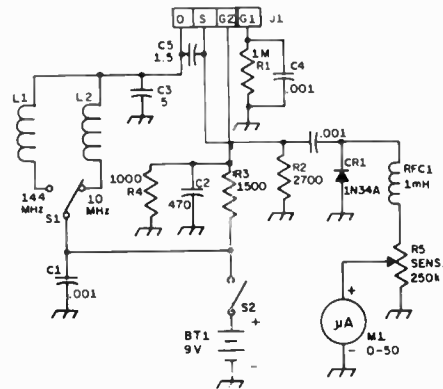 D S G2 G1 J1
C5
1.5
1M
R1
C4
.001
L1
L2
C3
5
.001
CR1
1N34A
RFC1
1mH
1000
R4
C2
470
R3
1500
R2
2700
144
MHz
10
MHz
S1
R5
SENS.
250k
C1
.001
S2
+
BT1
9V
-
+
μA
-
M1
0-50